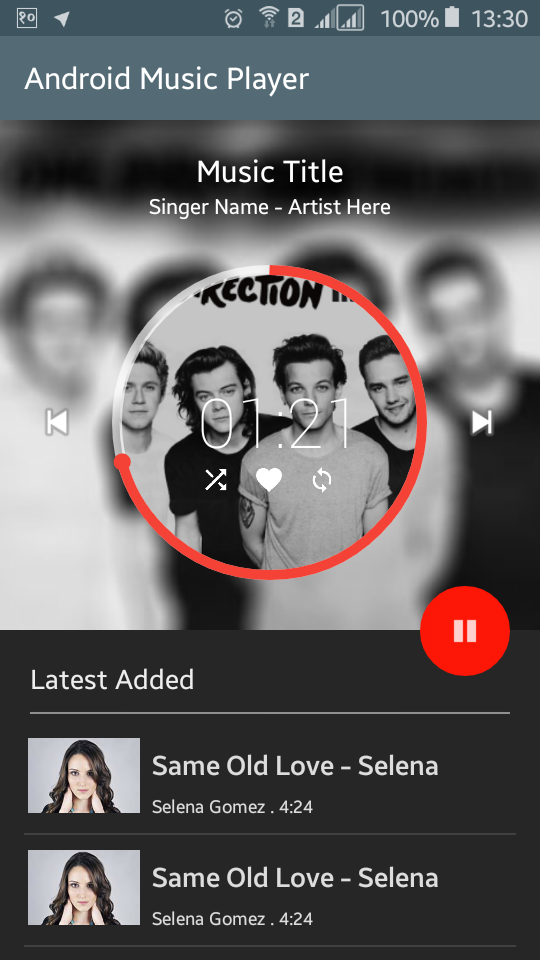 २०
2
100%
13:30
Android Music Player
Music Title
Singer Name - Artist Here
01:21
Latest Added
Same Old Love - Selena
Selena Gomez . 4:24
Same Old Love - Selena
Selena Gomez . 4:24